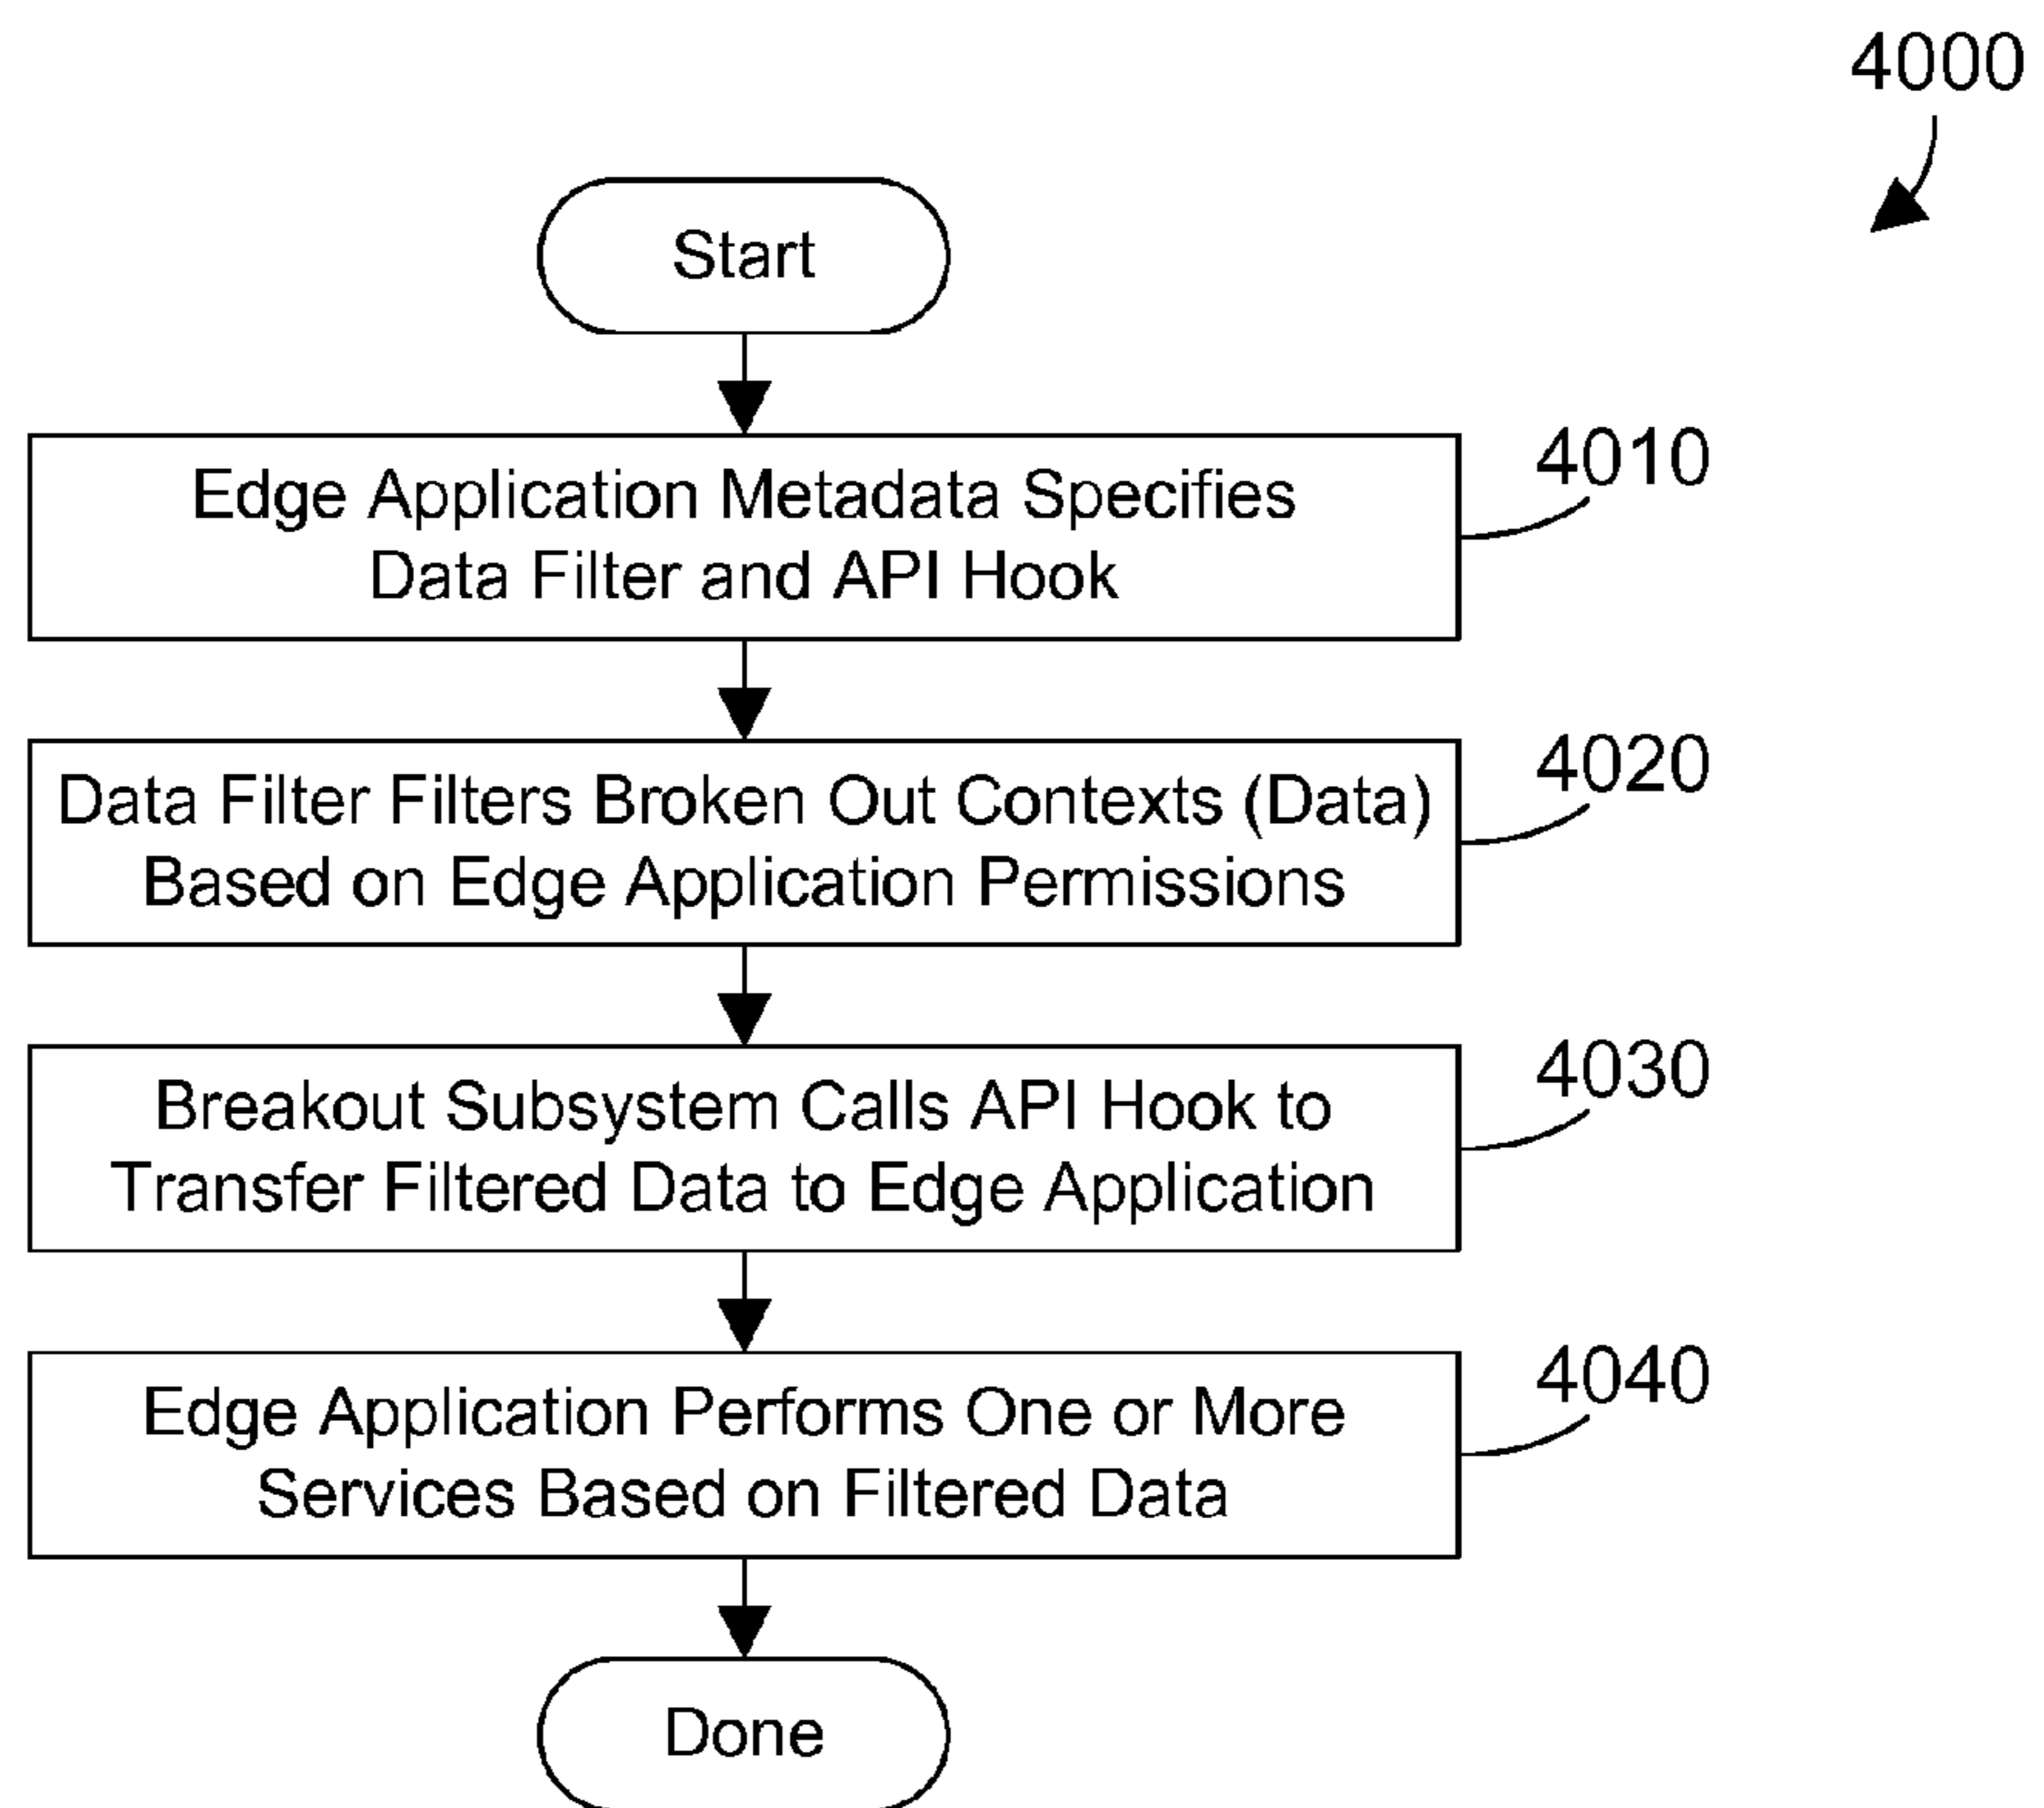 4000
Start
Edge Application Metadata Specifies
Data Filter and API Hook
4010
Data Filter Filters Broken Out Contexts (Data)
Based on Edge Application Permissions
4020
Breakout Subsystem Calls API Hook to
Transfer Filtered Data to Edge Application
4030
Edge Application Performs One or More
Services Based on Filtered Data
4040
Done